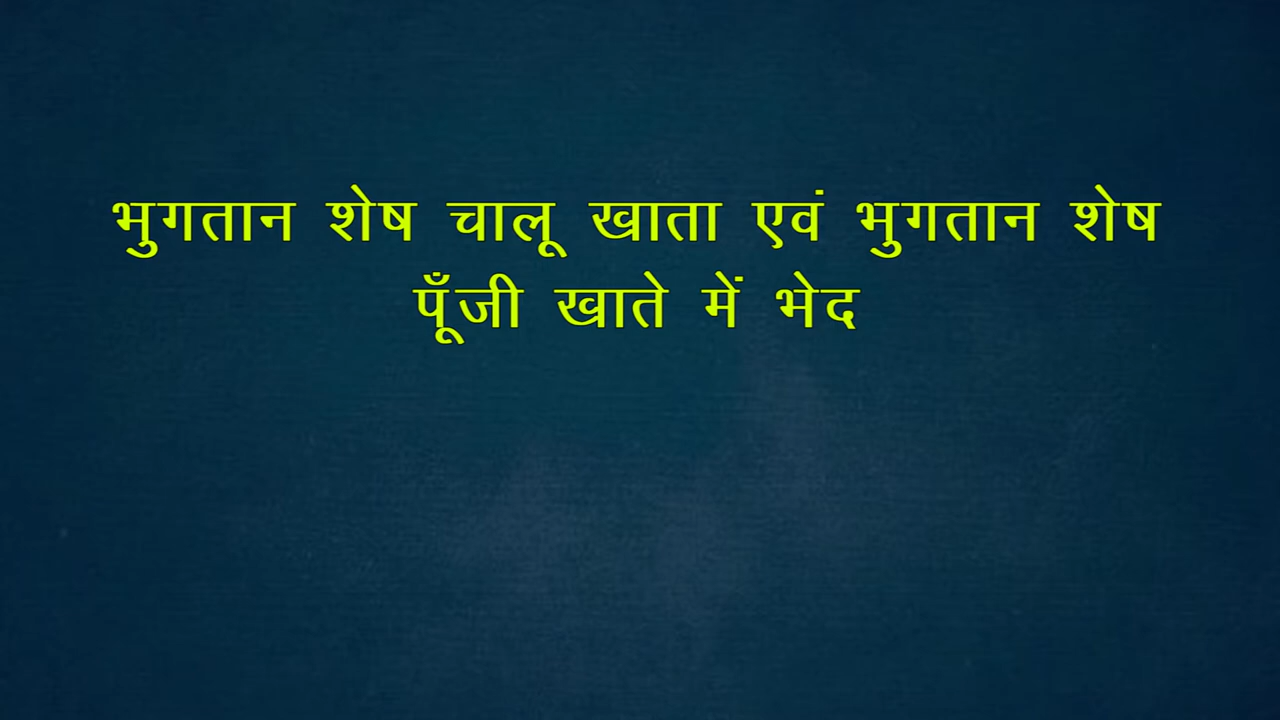 भुगतान शेष चालू खाता एवं भुगतान शेष
पूँजी खाते में भेद